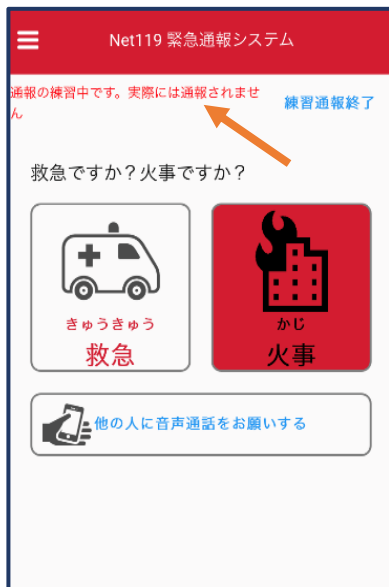 Net119 緊急通報システム
通報の練習中です。実際には通報されませ
ん
練習通報終了
救急ですか？火事ですか？
きゅうきゅう
救急
かじ
火事
他の人に音声通話をお願いする